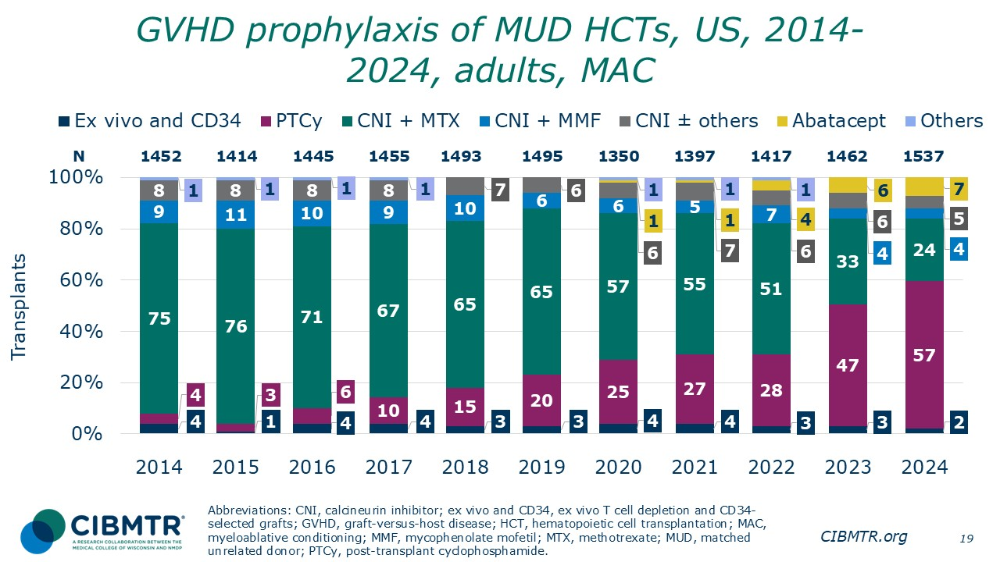 GVHD prophylaxis of MUD HCTs, US, 2014-
2024, adults, MAC
Ex vivo and CD34 PTCy CNI + MTX CNI + MMF CNI ± others Abatacept Others
N 1452 1414 1445 1455 1493 1495 1350 1397 1417 1462 1537
100%
80%
60%
40%
20%
0%
Transplants
8 1 8 1 8 1 8 1 7 6 1 1 1 6 7
9 11 10 9 10 6 6 1 5 1 7 4 6 5
6 7 6 4 4
75 76 71 67 65 65 57 55 51 33 24
4 3 6 10 15 20 25 27 28 47 57
4 1 4 4 3 3 4 4 3 3 2
2014 2015 2016 2017 2018 2019 2020 2021 2022 2023 2024
CIBMTR®
A RESEARCH COLLABORATION BETWEEN THE
MEDICAL COLLEGE OF WISCONSIN AND NMDP
Abbreviations: CNI, calcineurin inhibitor; ex vivo and CD34, ex vivo T cell depletion and CD34-
selected grafts; GVHD, graft-versus-host disease; HCT, hematopoietic cell transplantation; MAC,
myeloablative conditioning; MMF, mycophenolate mofetil; MTX, methotrexate; MUD, matched
unrelated donor; PTCy, post-transplant cyclophosphamide.
CIBMTR.org 19